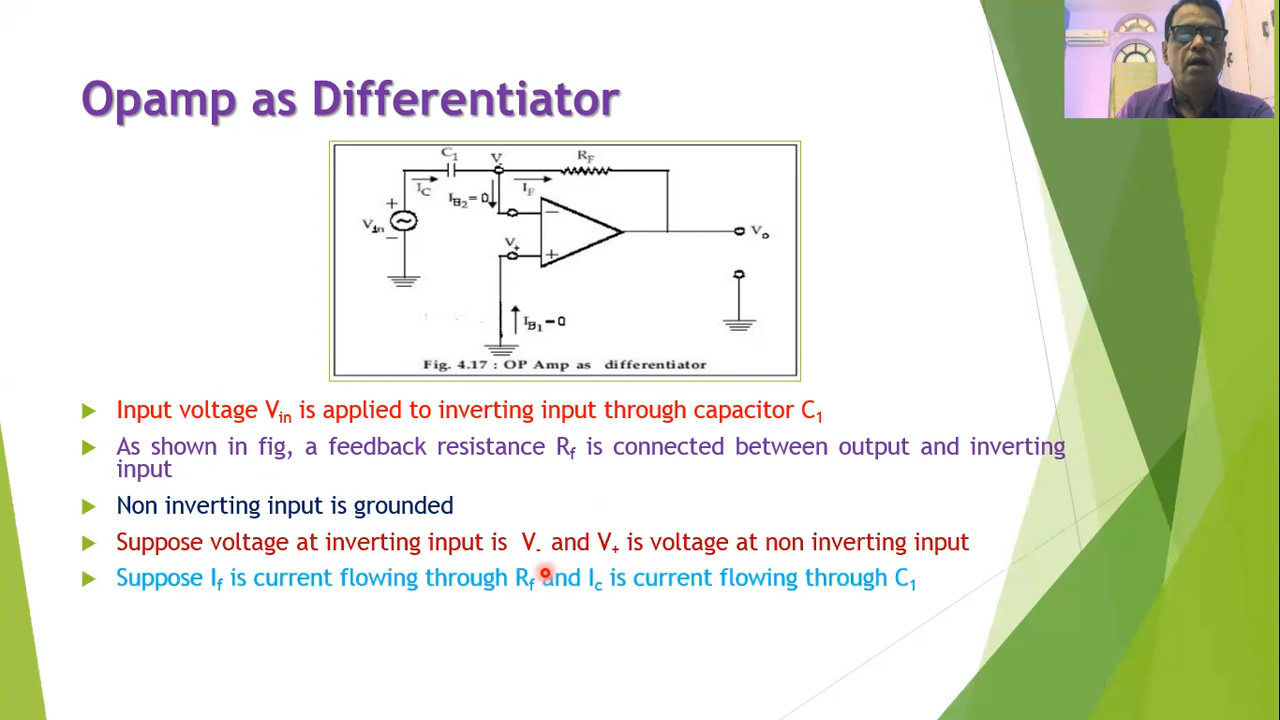 Opamp as Differentiator
C1 V- RF
IC IB2=0 IF
+ −
Vin
− V+ Vo
+
IB1=0
Fig. 4.17 : OP Amp as differentiator
Input voltage Vin is applied to inverting input through capacitor C1
As shown in fig, a feedback resistance Rf is connected between output and inverting
input
Non inverting input is grounded
Suppose voltage at inverting input is V- and V+ is voltage at non inverting input
Suppose If is current flowing through Rf and Ic is current flowing through C1